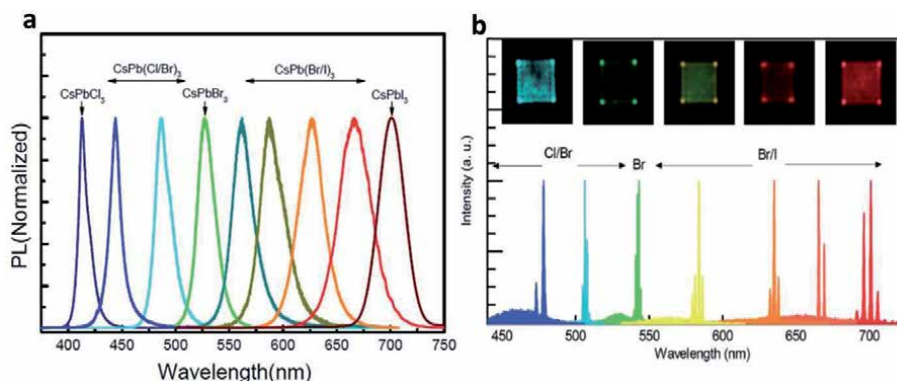 a
CsPb(Cl/Br)₃
CsPb(Br/I)₃
CsPbCl₃
CsPbBr₃
CsPbI₃
PL(Normalized)
400 450 500 550 600 650 700 750
Wavelength(nm)
b
Cl/Br
Br
Br/I
Intensity (a. u.)
450 500 550 600 650 700
Wavelength (nm)